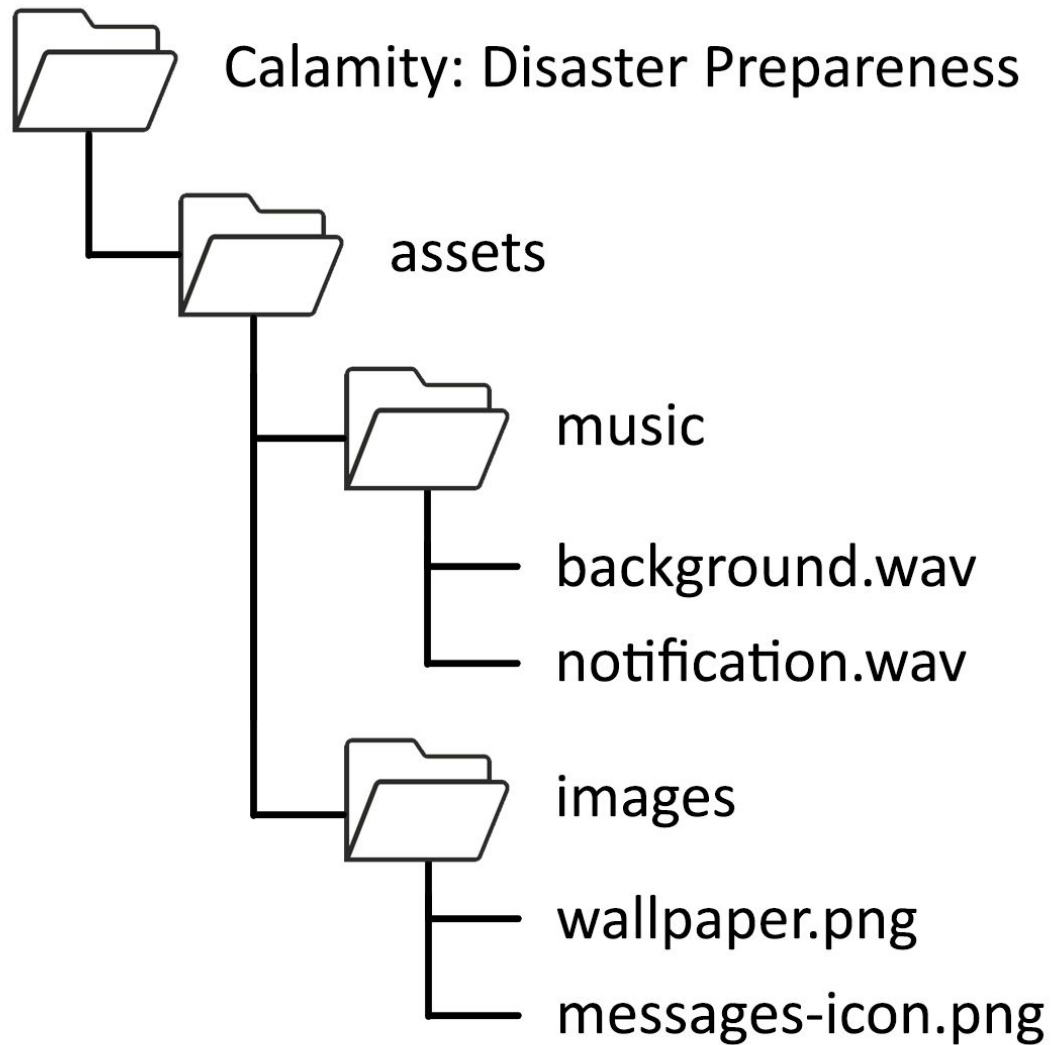 Calamity: Disaster Prepareness
assets
music
background.wav
notification.wav
images
wallpaper.png
messages-icon.png